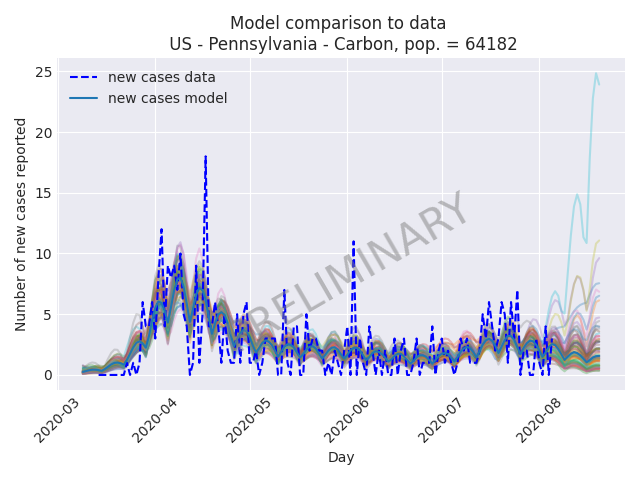 Model comparison to data
US - Pennsylvania - Carbon, pop. = 64182
new cases data
new cases model
Number of new cases reported
25
20
15
10
5
0
PRELIMINARY
2020-03
2020-04
2020-05
2020-06
2020-07
2020-08
Day